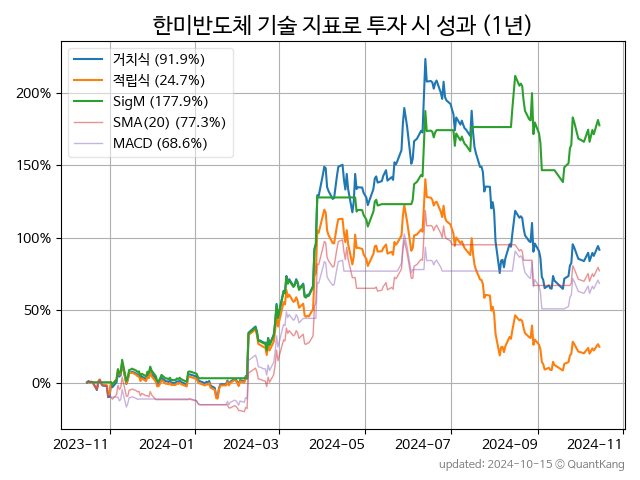 한미반도체 기술 지표로 투자 시 성과 (1년)
거치식 (91.9%)
적립식 (24.7%)
SigM (177.9%)
SMA(20) (77.3%)
MACD (68.6%)
200%
150%
100%
50%
0%
2023-11 2024-01 2024-03 2024-05 2024-07 2024-09 2024-11
updated: 2024-10-15 © QuantKang